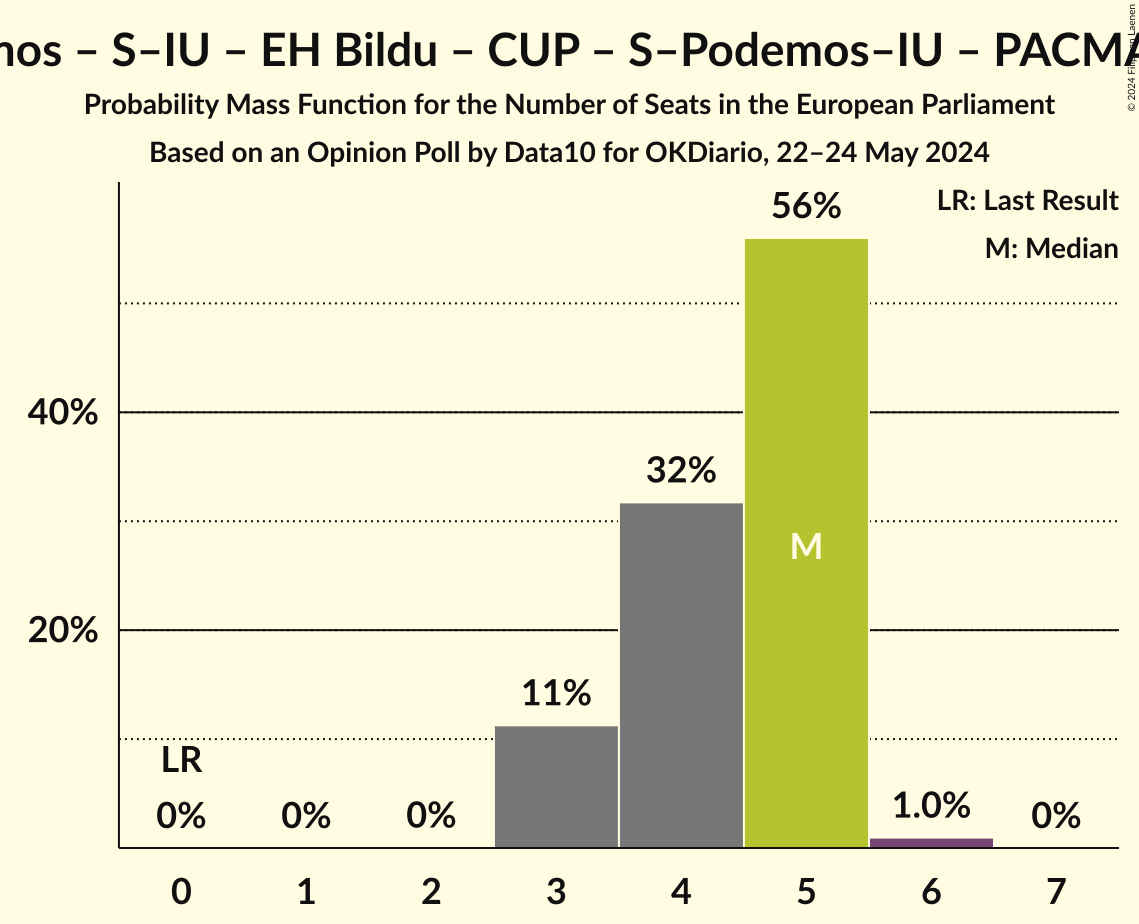 – S–IU – EH Bildu – CUP – S–Podemos–IU –
Probability Mass Function for the Number of Seats in the European Parliament
Based on an Opinion Poll by Data10 for OKDiario, 22–24 May 2024
LR: Last Result
M: Median
56%
40%
32%
M
20%
11%
LR
0%
0%
0%
1.0%
0%
0
1
2
3
4
5
6
7
© 2024 Laenen